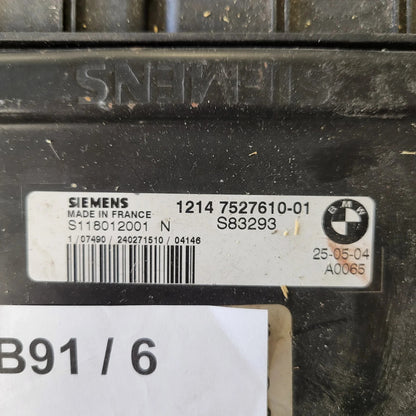 SIEMENS
SIEMENS
MADE IN FRANCE
1214 7527610-01
S118012001 N
S83293
BMW
1 / 07490 / 240271510 / 04146
25-05-04
A0065
B91 / 6